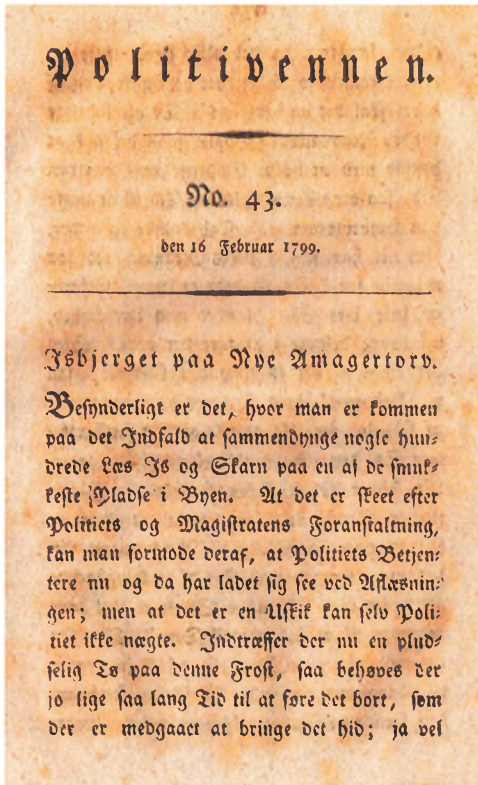 Politivennen.
No. 43.
den 16 Februar 1799.
Isbjerget paa Nye Amagertorv.
Besynderligt er det, hvor man er kommen
paa det Indfald at sammendynge nogle hun-
drede Læs Is og Skarn paa en af de smuk-
keste Pladse i Byen. At det er skeet efter
Politiets og Magistratens Foranstaltning,
kan man formode deraf, at Politiets Betjen-
tere nu og da har ladet sig see ved Aflæsnin-
gen; men at det er en Uskik kan selv Poli-
tiet ikke nægte. Indtræffer der nu en plud-
selig Tø paa denne Frost, saa behøves der
jo lige saa lang Tid til at føre det bort, som
der er medgaaet at bringe det hid; ja vel